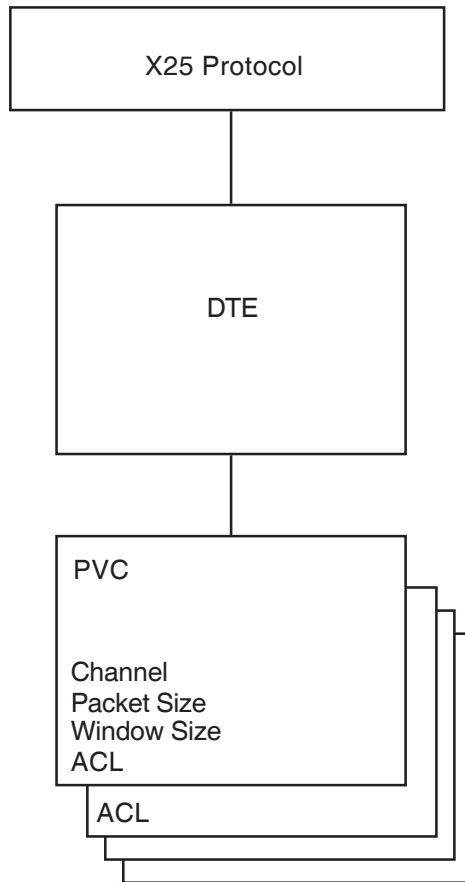 X25 Protocol
DTE
PVC
Channel
Packet Size
Window Size
ACL
ACL